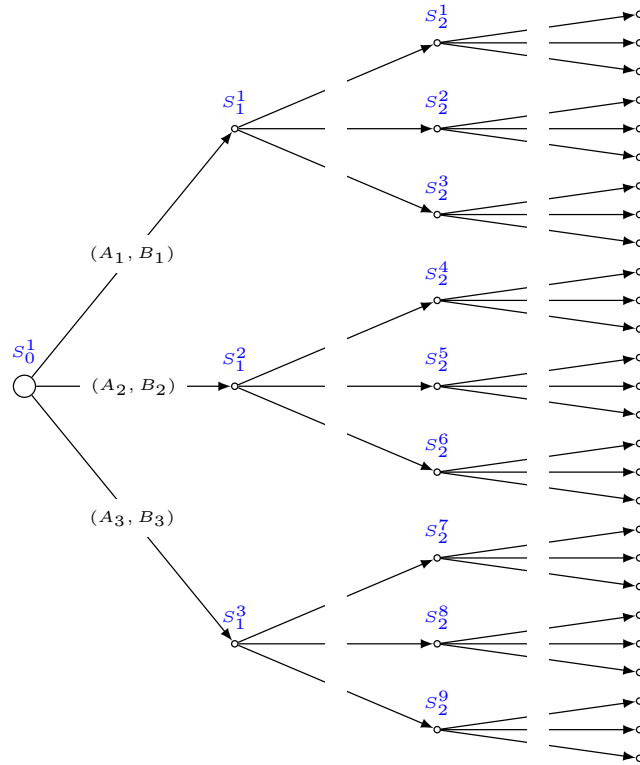 S_2^1
S_1^1
S_2^2
S_2^3
(A_1, B_1)
S_2^4
S_0^1
S_1^2
S_2^5
(A_2, B_2)
S_2^6
(A_3, B_3)
S_2^7
S_1^3
S_2^8
S_2^9